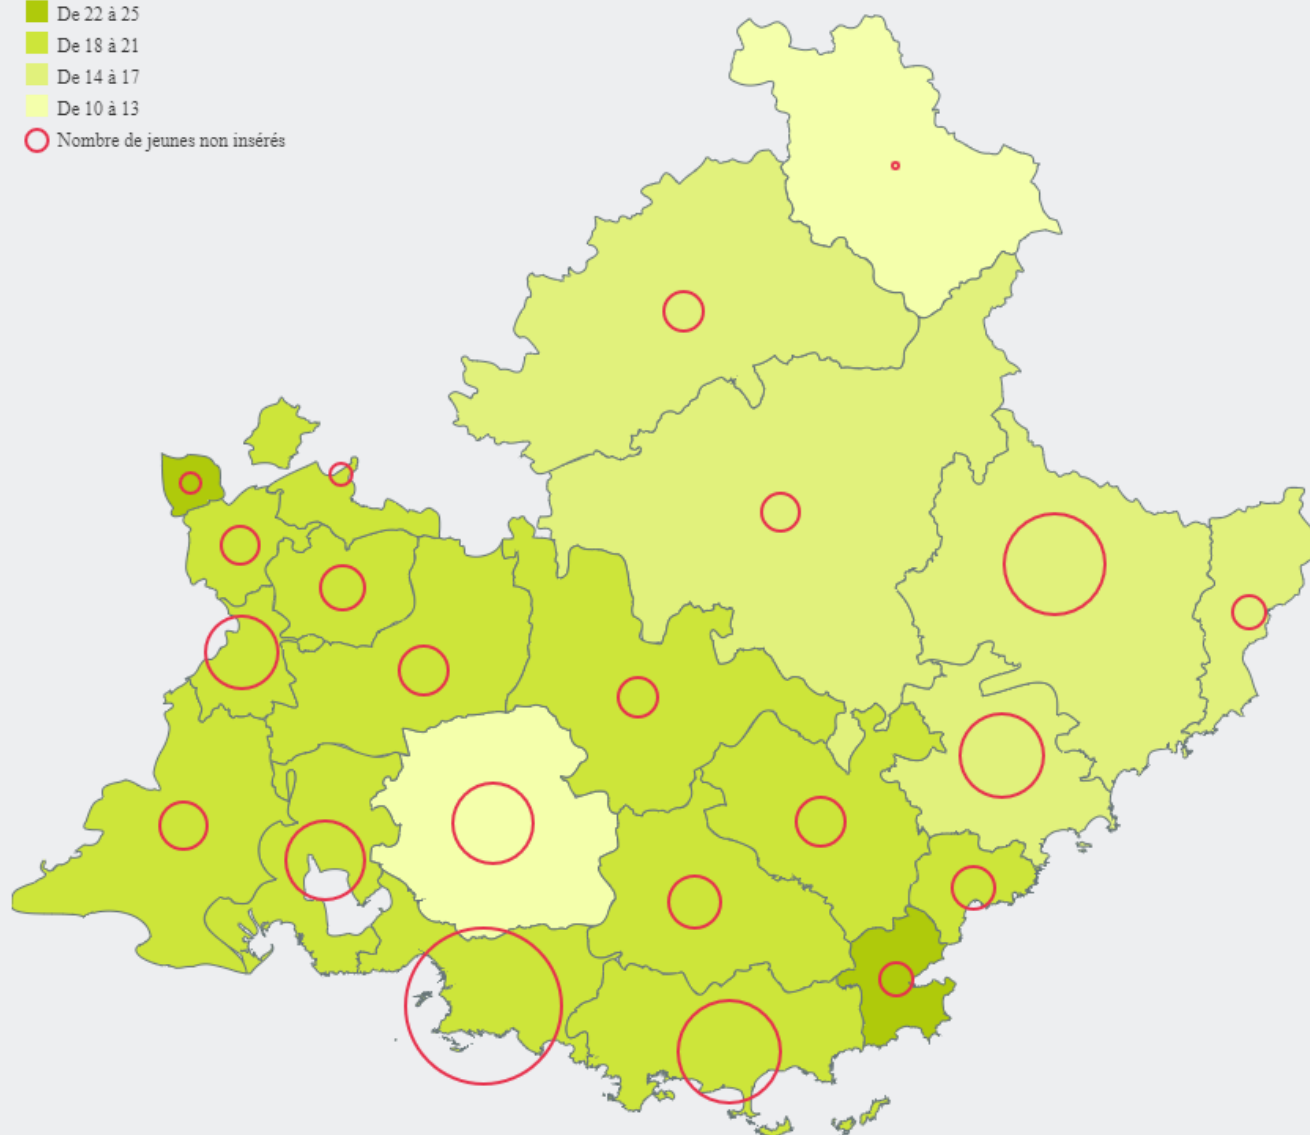 De 22 à 25
De 18 à 21
De 14 à 17
De 10 à 13
Nombre de jeunes non insérés